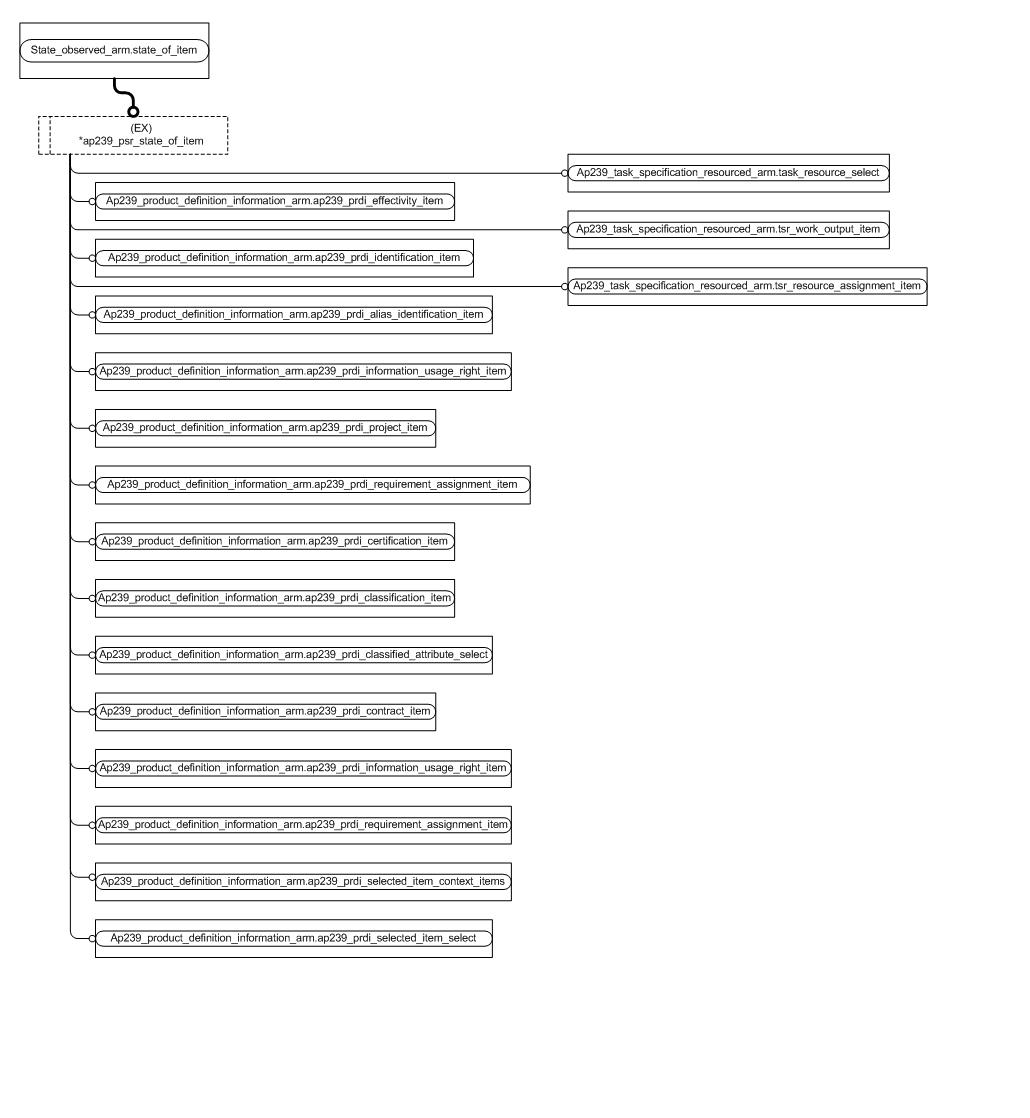 State_observed_arm.state_of_item
(EX)
*ap239_psr_state_of_item
Ap239_task_specification_resourced_arm.task_resource_select
Ap239_product_definition_information_arm.ap239_prdi_effectivity_item
Ap239_task_specification_resourced_arm.tsr_work_output_item
Ap239_product_definition_information_arm.ap239_prdi_identification_item
Ap239_task_specification_resourced_arm.tsr_resource_assignment_item
Ap239_product_definition_information_arm.ap239_prdi_alias_identification_item
Ap239_product_definition_information_arm.ap239_prdi_information_usage_right_item
Ap239_product_definition_information_arm.ap239_prdi_project_item
Ap239_product_definition_information_arm.ap239_prdi_requirement_assignment_item
Ap239_product_definition_information_arm.ap239_prdi_certification_item
Ap239_product_definition_information_arm.ap239_prdi_classification_item
Ap239_product_definition_information_arm.ap239_prdi_classified_attribute_select
Ap239_product_definition_information_arm.ap239_prdi_contract_item
Ap239_product_definition_information_arm.ap239_prdi_information_usage_right_item
Ap239_product_definition_information_arm.ap239_prdi_requirement_assignment_item
Ap239_product_definition_information_arm.ap239_prdi_selected_item_context_items
Ap239_product_definition_information_arm.ap239_prdi_selected_item_select